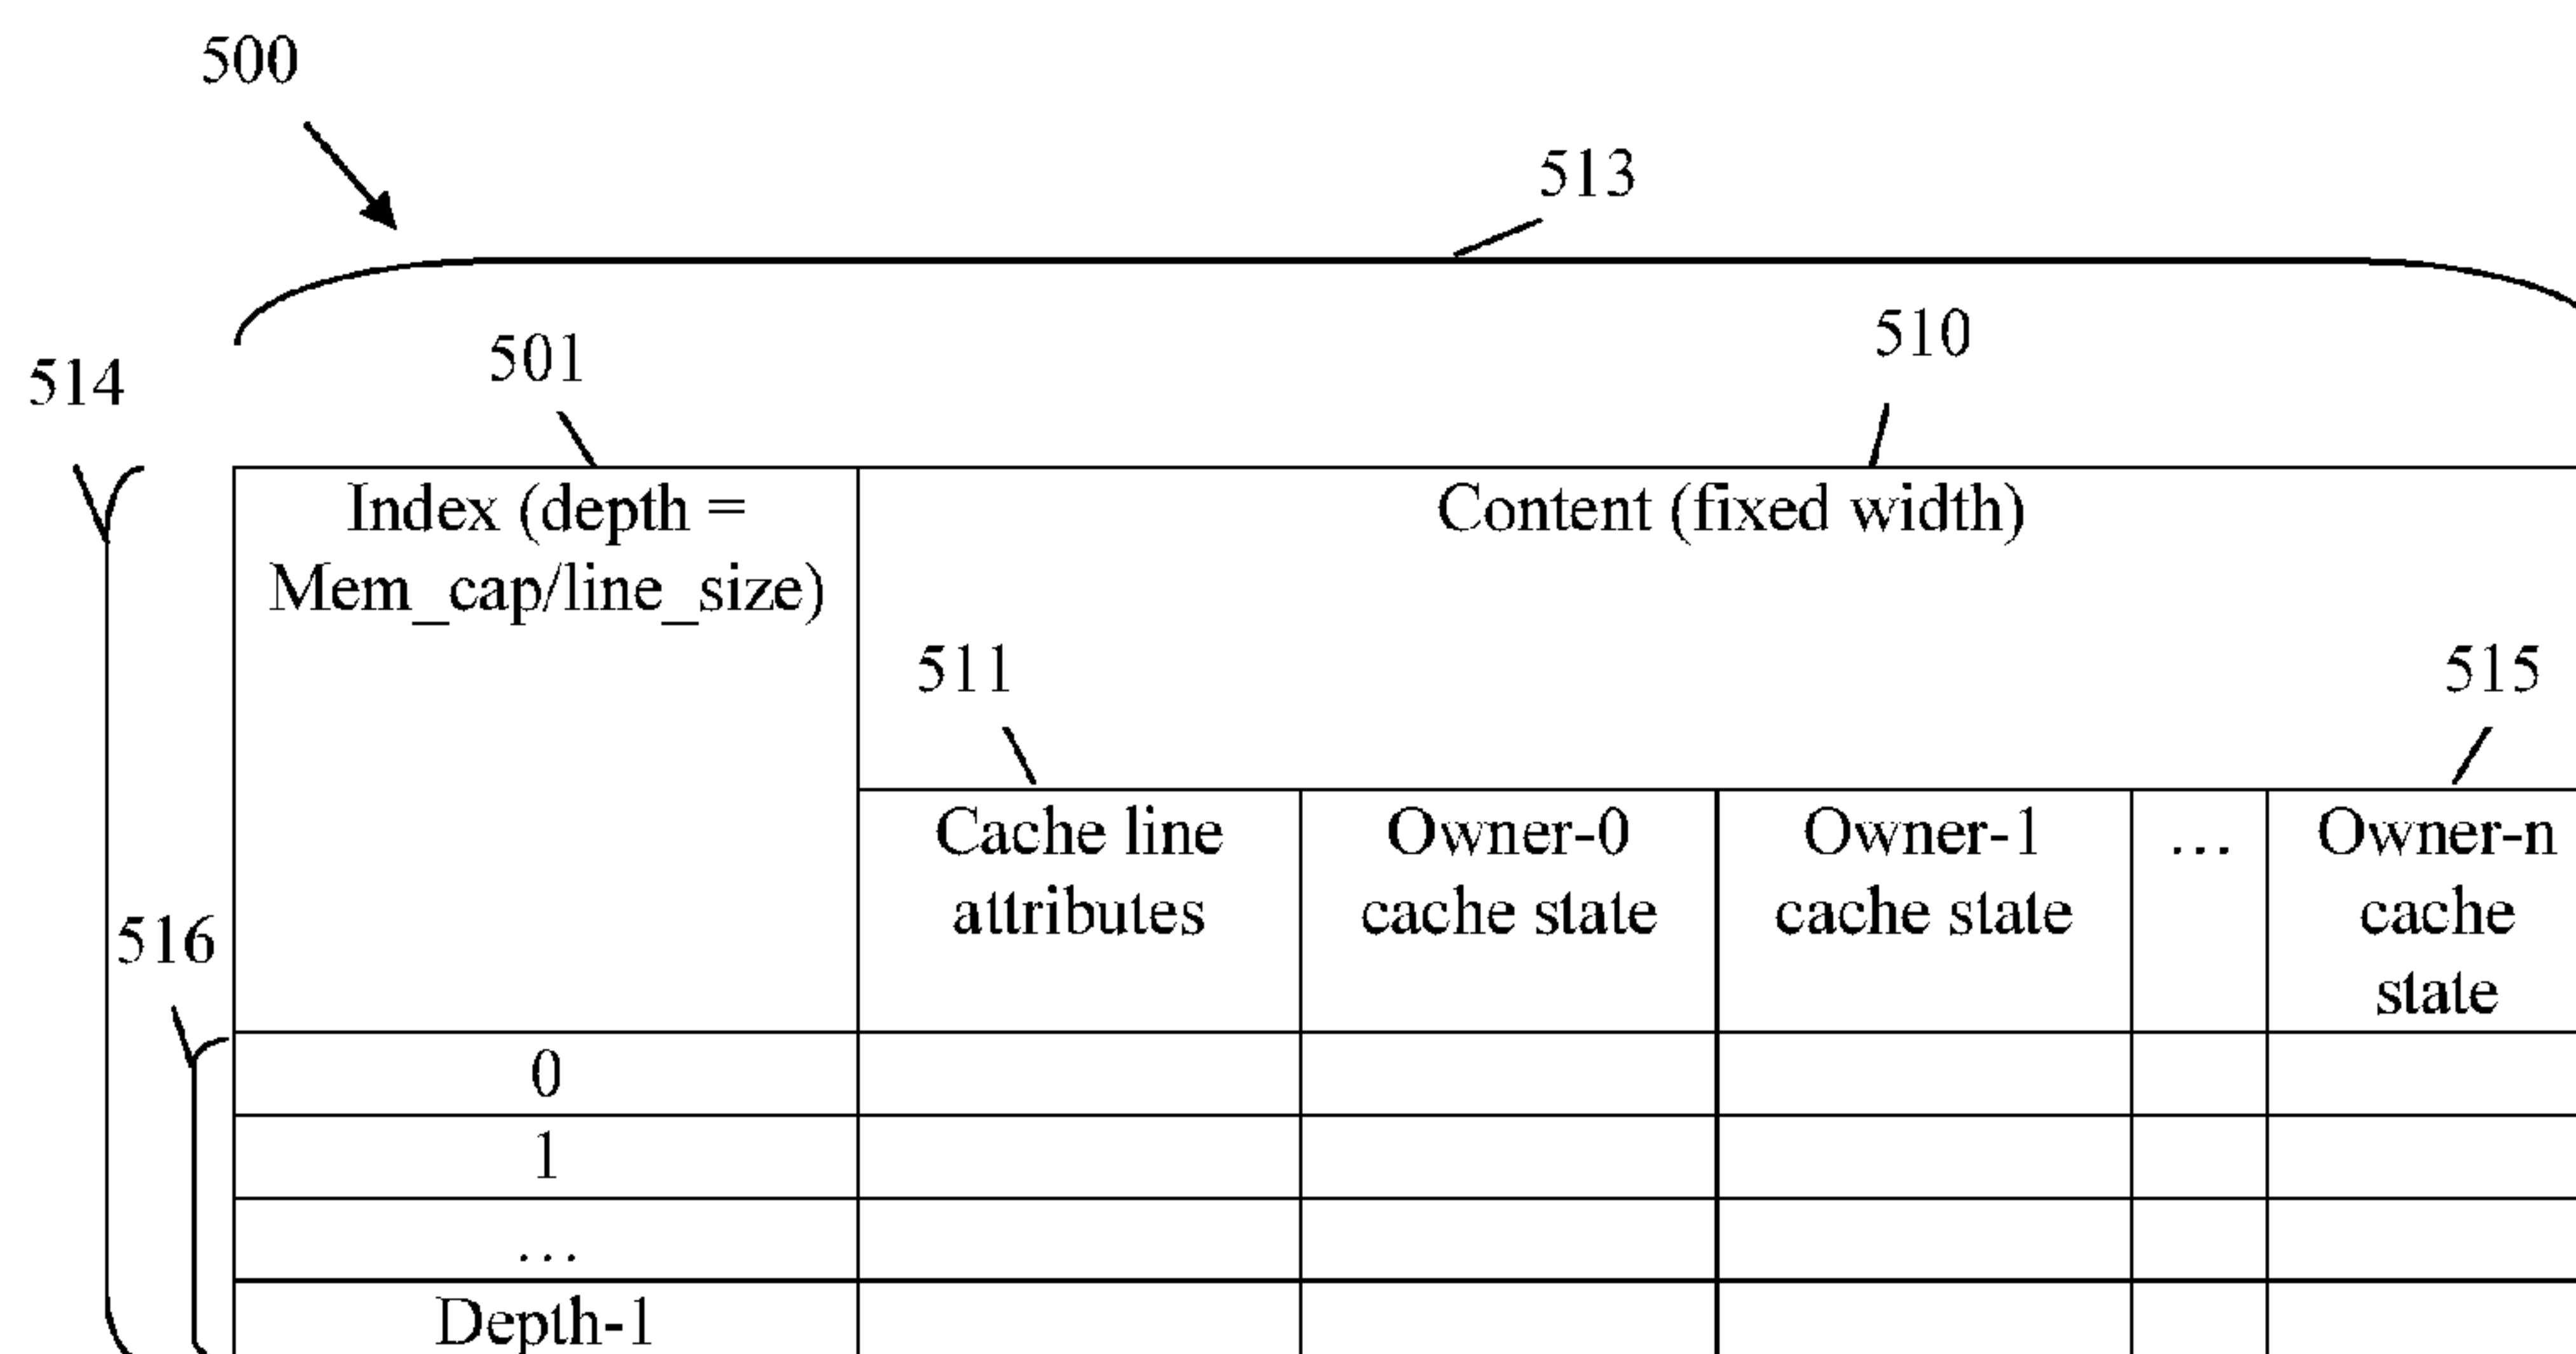 500
513
510
501
514
Index (depth =
Mem_cap/line_size)
Content (fixed width)
511
515
Cache line
attributes
Owner-0
cache state
Owner-1
cache state
...
Owner-n
cache
state
516
0
1
...
Depth-1